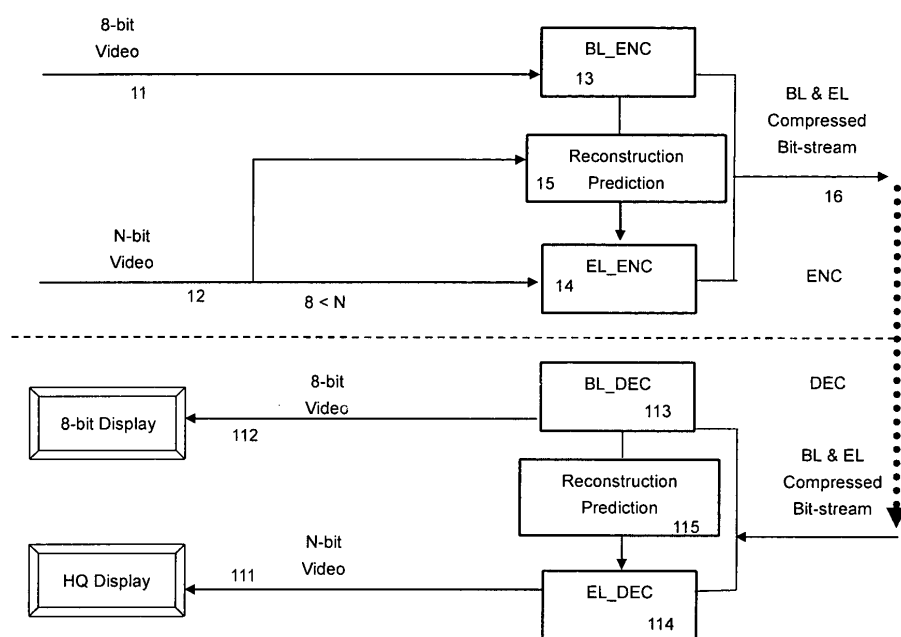 8-bit
Video
11
BL_ENC
13
BL & EL
Compressed
Bit-stream
16
Reconstruction
Prediction
15
N-bit
Video
12
8 < N
EL_ENC
14
ENC
DEC
8-bit
Video
112
8-bit Display
BL_DEC
113
Reconstruction
Prediction
115
BL & EL
Compressed
Bit-stream
N-bit
Video
111
HQ Display
EL_DEC
114